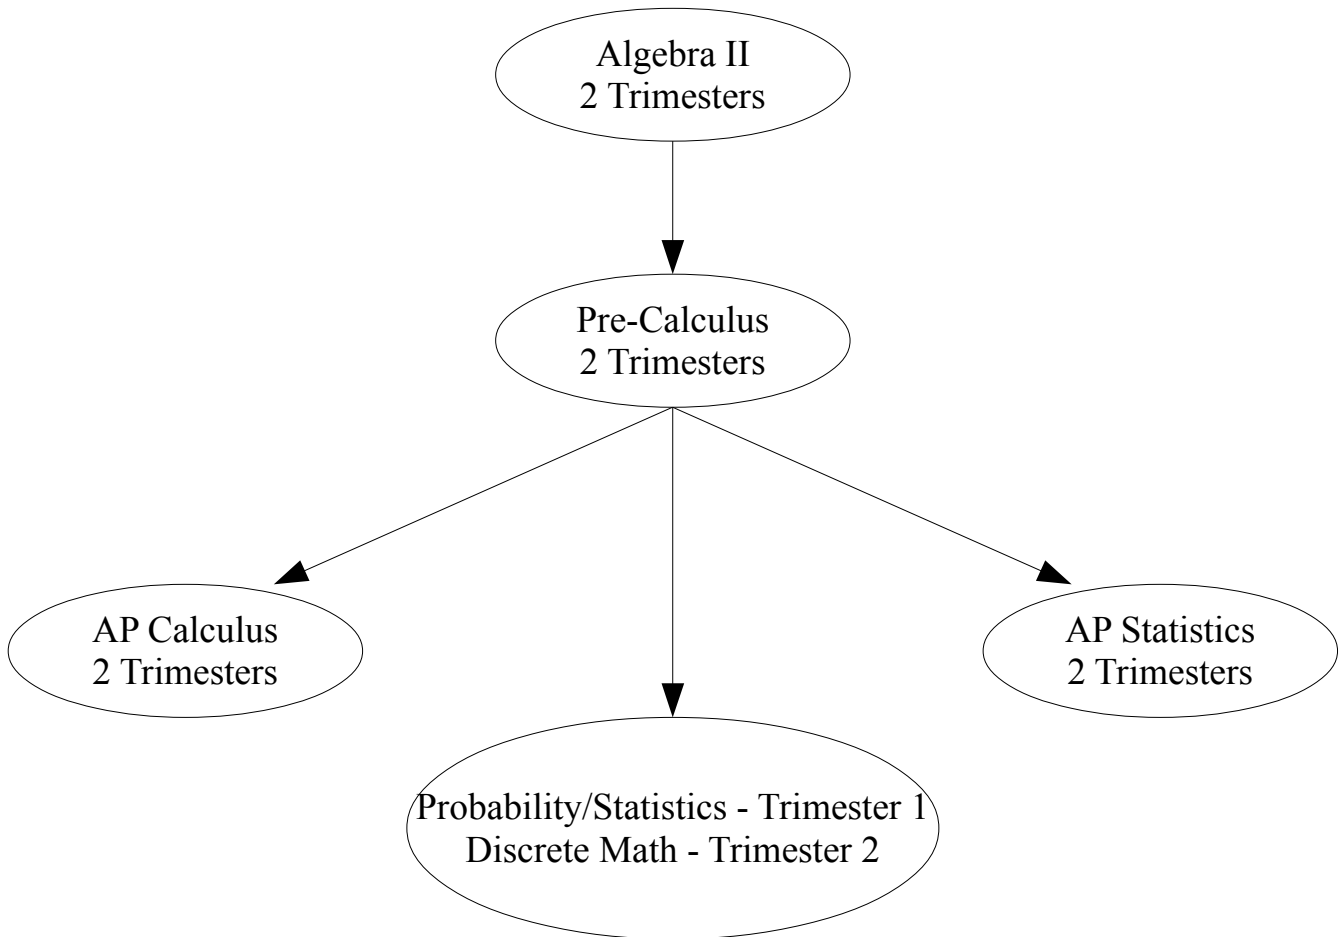 Algebra II
2 Trimesters
Pre-Calculus
2 Trimesters
AP Calculus
2 Trimesters
AP Statistics
2 Trimesters
Probability/Statistics - Trimester 1
Discrete Math - Trimester 2